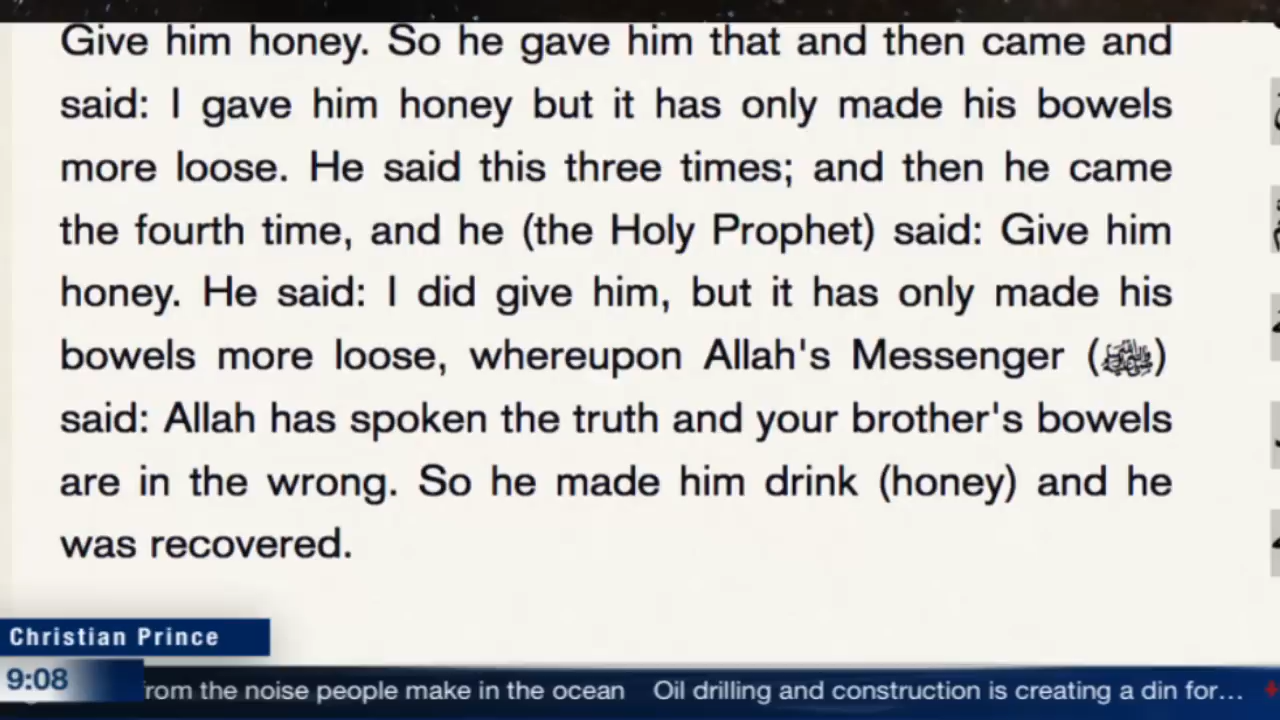 Give him honey. So he gave him that and then came and
said: I gave him honey but it has only made his bowels
more loose. He said this three times; and then he came
the fourth time, and he (the Holy Prophet) said: Give him
honey. He said: I did give him, but it has only made his
bowels more loose, whereupon Allah's Messenger (ﷺ)
said: Allah has spoken the truth and your brother's bowels
are in the wrong. So he made him drink (honey) and he
was recovered.
Christian Prince
9:08
from the noise people make in the ocean Oil drilling and construction is creating a din for…